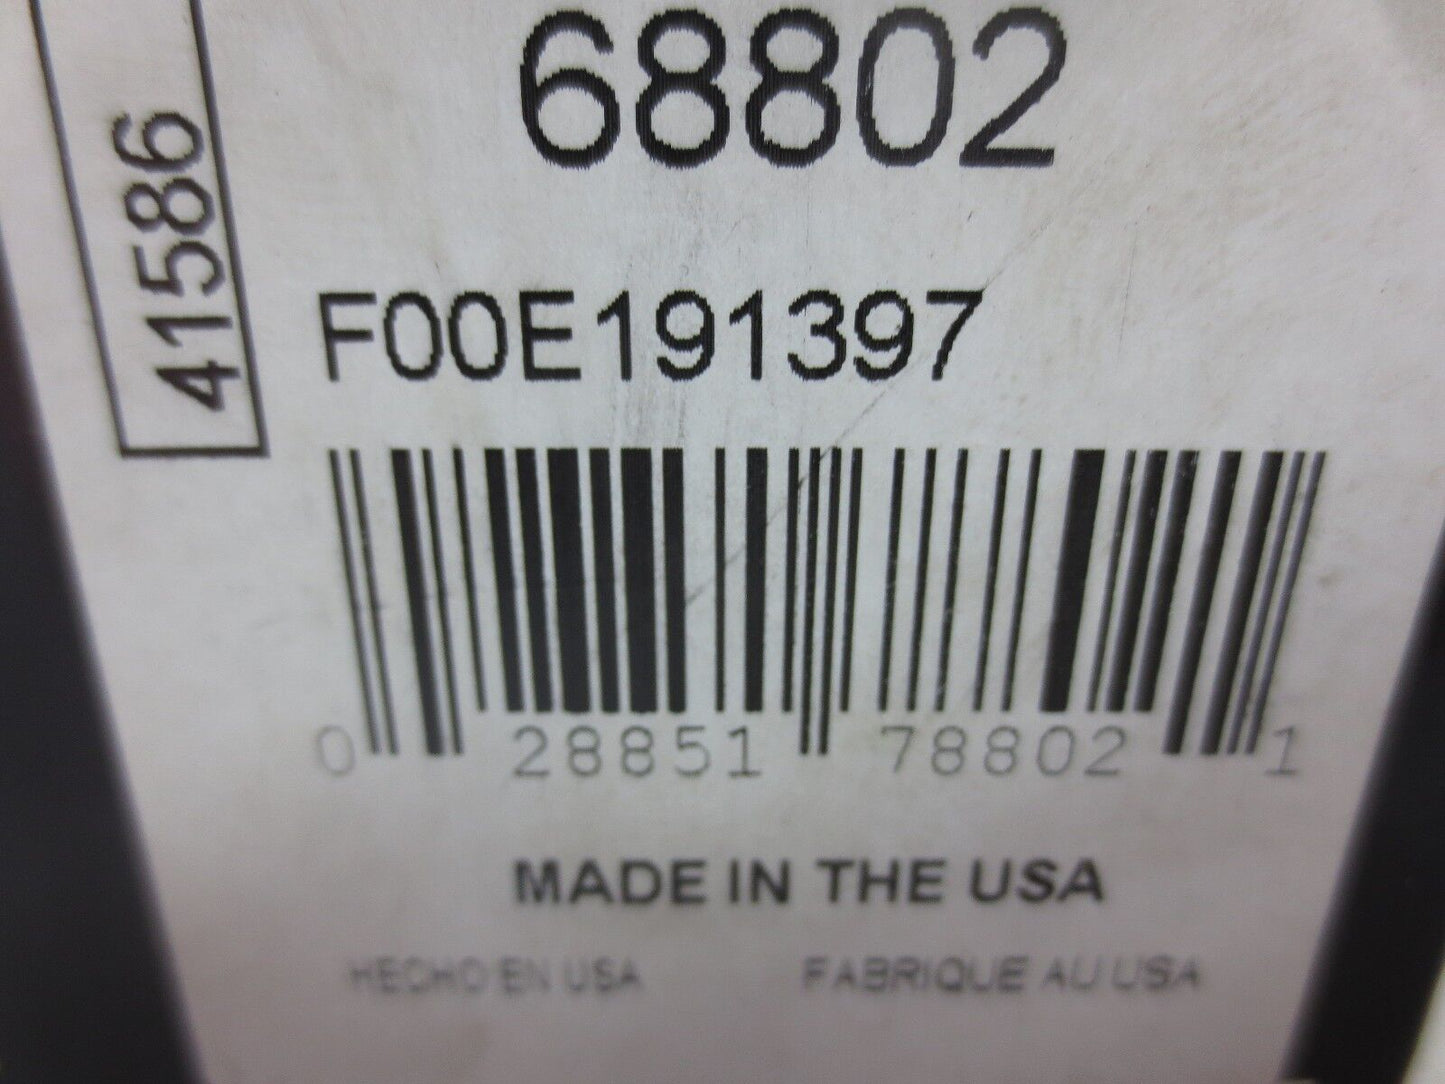 68802
41586
F00E191397
0 28851 78802 1
MADE IN THE USA
HECHO EN USA FABRIQUE AU USA